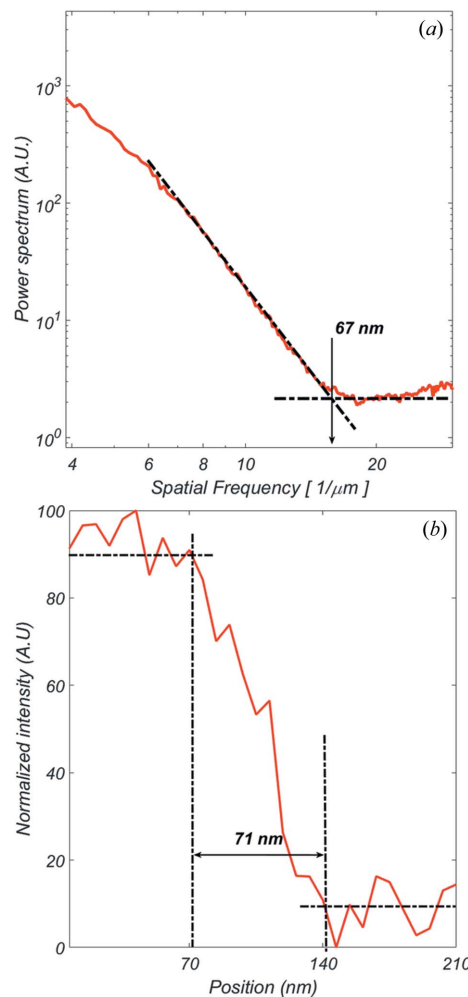 (a)
Power spectrum (A.U.)
10³
10²
10¹
10⁰
67 nm
4 6 8 10 20
Spatial Frequency [ 1/μm ]
(b)
Normalized intensity (A.U)
100
80
60
40
20
0
71 nm
70 140 210
Position (nm)